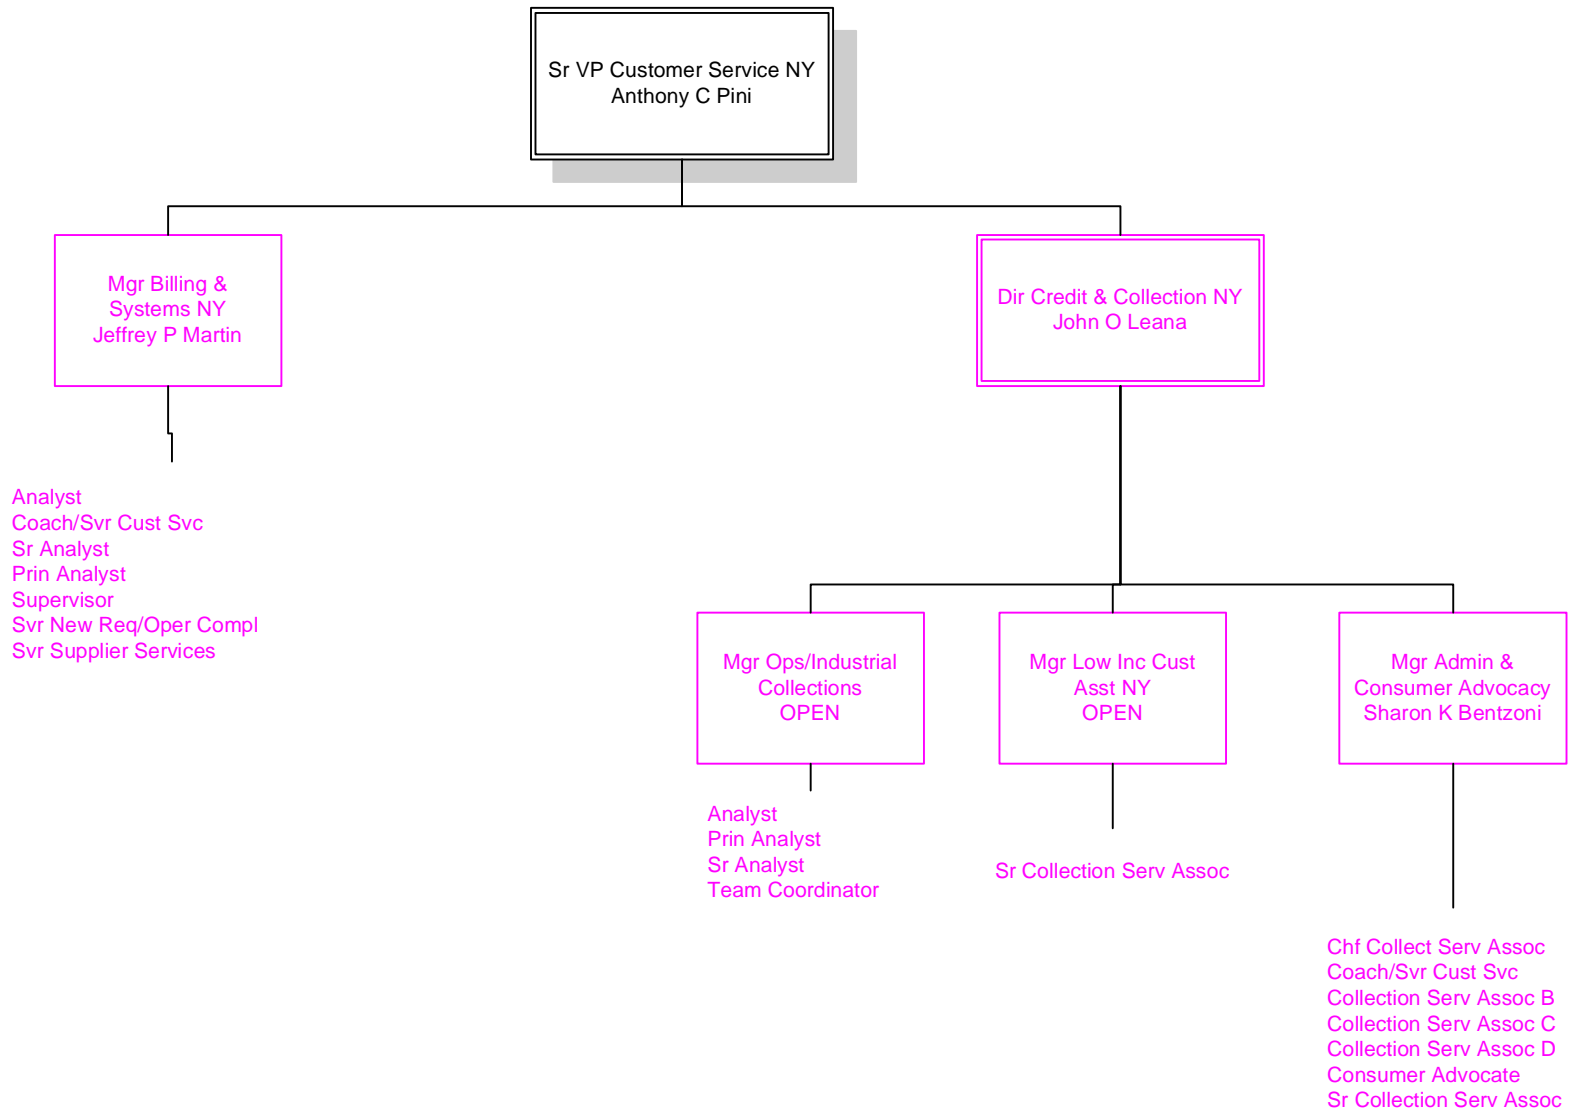 Sr VP Customer Service NY
Anthony C Pini
Mgr Billing &
Systems NY
Jeffrey P Martin
Dir Credit & Collection NY
John O Leana
Analyst
Coach/Svr Cust Svc
Sr Analyst
Prin Analyst
Supervisor
Svr New Req/Oper Compl
Svr Supplier Services
Mgr Ops/Industrial
Collections
OPEN
Mgr Low Inc Cust
Asst NY
OPEN
Mgr Admin &
Consumer Advocacy
Sharon K Bentzoni
Analyst
Prin Analyst
Sr Analyst
Team Coordinator
Sr Collection Serv Assoc
Chf Collect Serv Assoc
Coach/Svr Cust Svc
Collection Serv Assoc B
Collection Serv Assoc C
Collection Serv Assoc D
Consumer Advocate
Sr Collection Serv Assoc